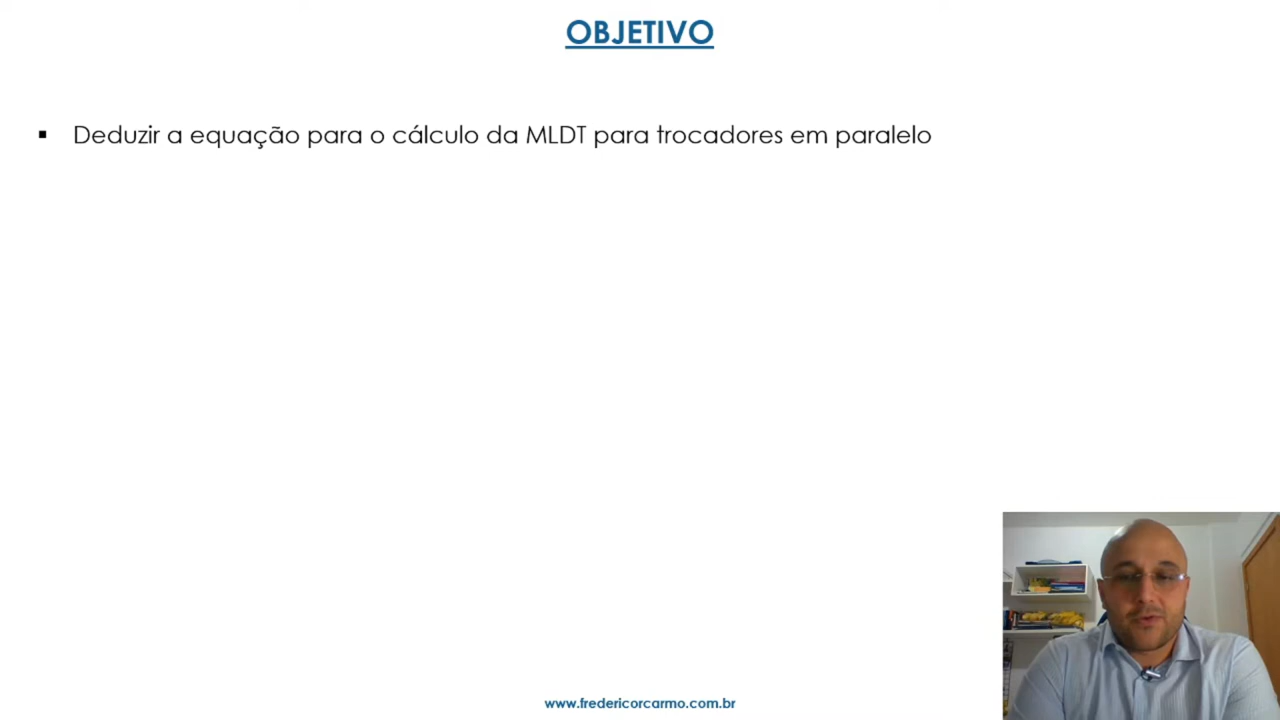 OBJETIVO
▪ Deduzir a equação para o cálculo da MLDT para trocadores em paralelo
www.fredericorcarmo.com.br